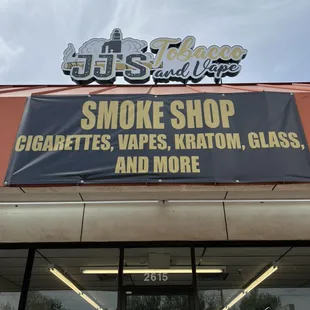 JJ'S Tobacco
and Vape
SMOKE SHOP
CIGARETTES, VAPES, KRATOM, GLASS,
AND MORE
2615